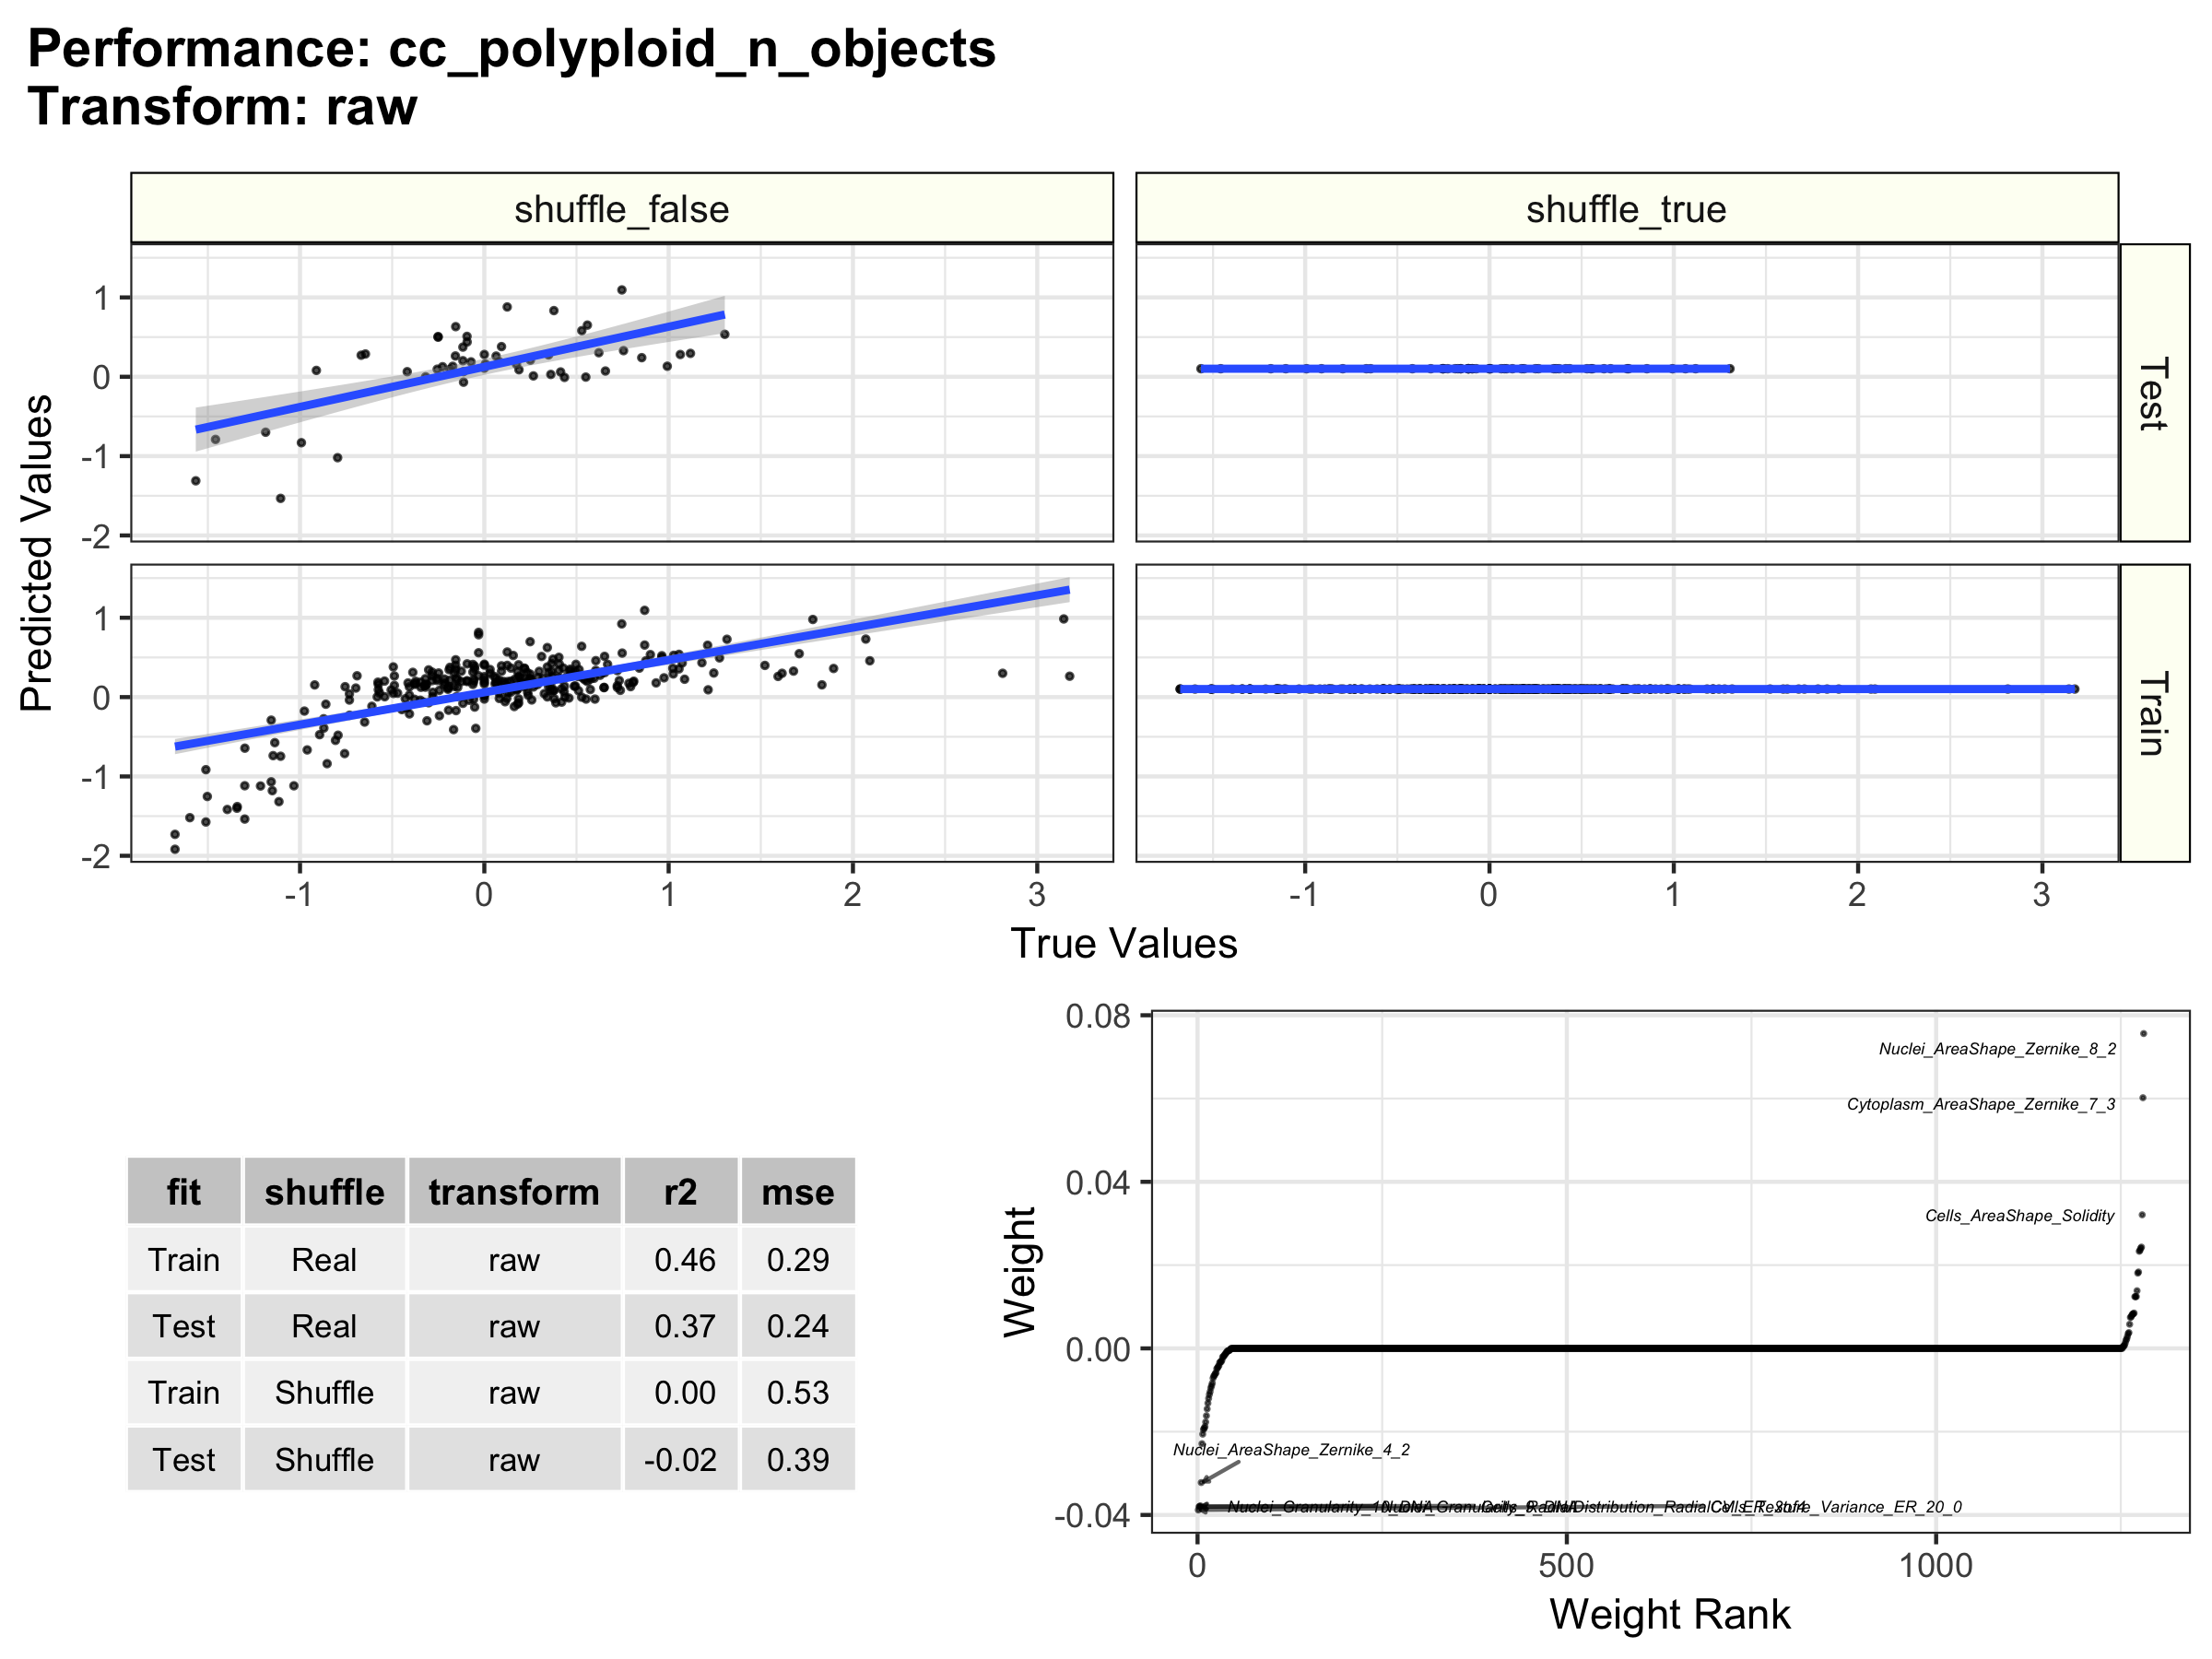 Performance: cc_polyploid_n_objects
Transform: raw
shuffle_false
shuffle_true
Predicted Values
1
0
-1
-2
Test
1
0
-1
-2
Train
-1 0 1 2 3
-1 0 1 2 3
True Values
fit shuffle transform r2 mse
Train Real raw 0.46 0.29
Test Real raw 0.37 0.24
Train Shuffle raw 0.00 0.53
Test Shuffle raw -0.02 0.39
Weight
0.08
0.04
0.00
-0.04
Nuclei_AreaShape_Zernike_8_2
Cytoplasm_AreaShape_Zernike_7_3
Cells_AreaShape_Solidity
Nuclei_AreaShape_Zernike_4_2
Nuclei_Granularity_10_DNA
0 500 1000
Weight Rank